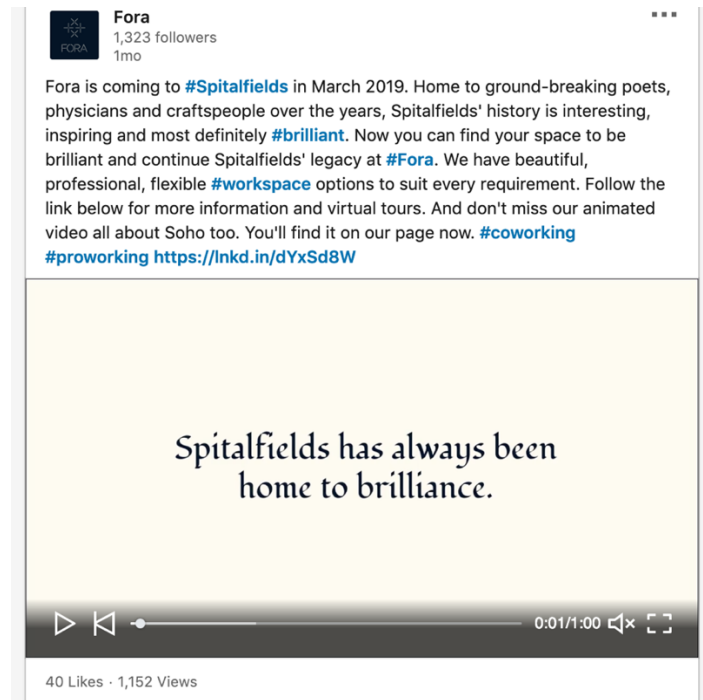 Fora
FORA
1,323 followers
1mo
Fora is coming to #Spitalfields in March 2019. Home to ground-breaking poets,
physicians and craftspeople over the years, Spitalfields' history is interesting,
inspiring and most definitely #brilliant. Now you can find your space to be
brilliant and continue Spitalfields' legacy at #Fora. We have beautiful,
professional, flexible #workspace options to suit every requirement. Follow the
link below for more information and virtual tours. And don't miss our animated
video all about Soho too. You'll find it on our page now. #coworking
#proworking https://lnkd.in/dYxSd8W
Spitalfields has always been
home to brilliance.
0:01/1:00
40 Likes · 1,152 Views